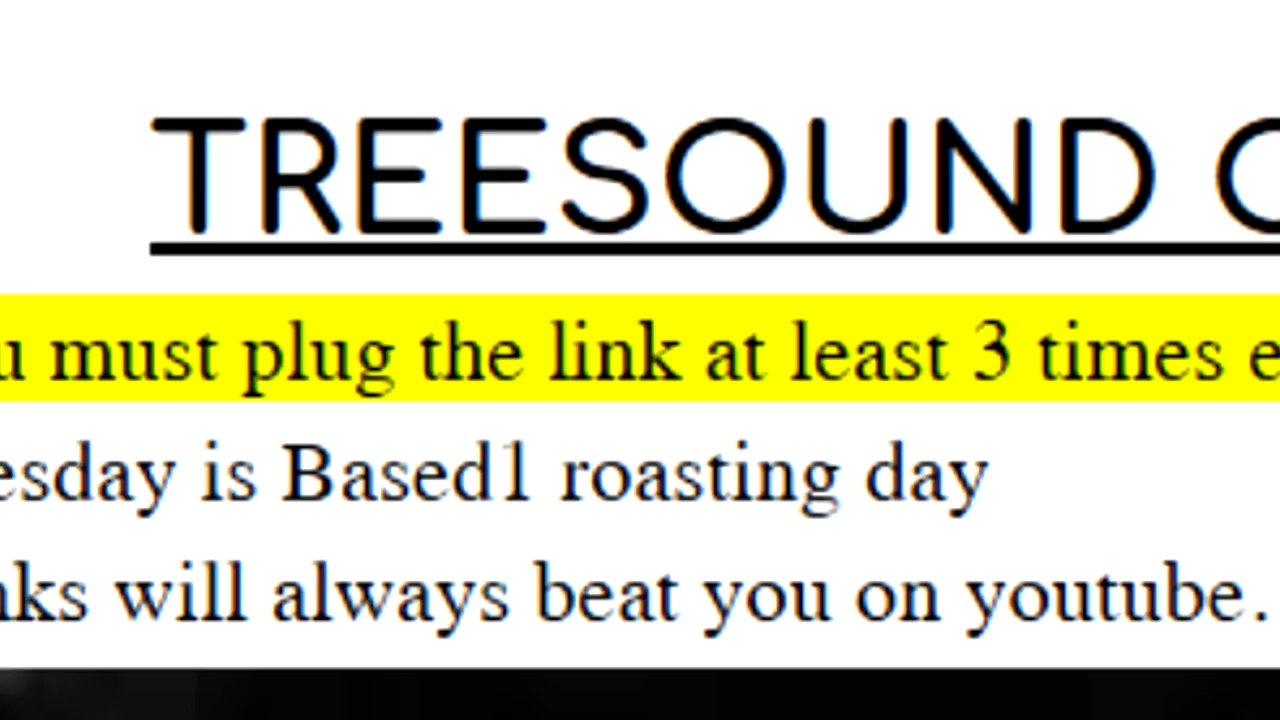 TREESOUND
must plug the link at least 3 times
is Based1 roasting day
will always beat you on youtube.